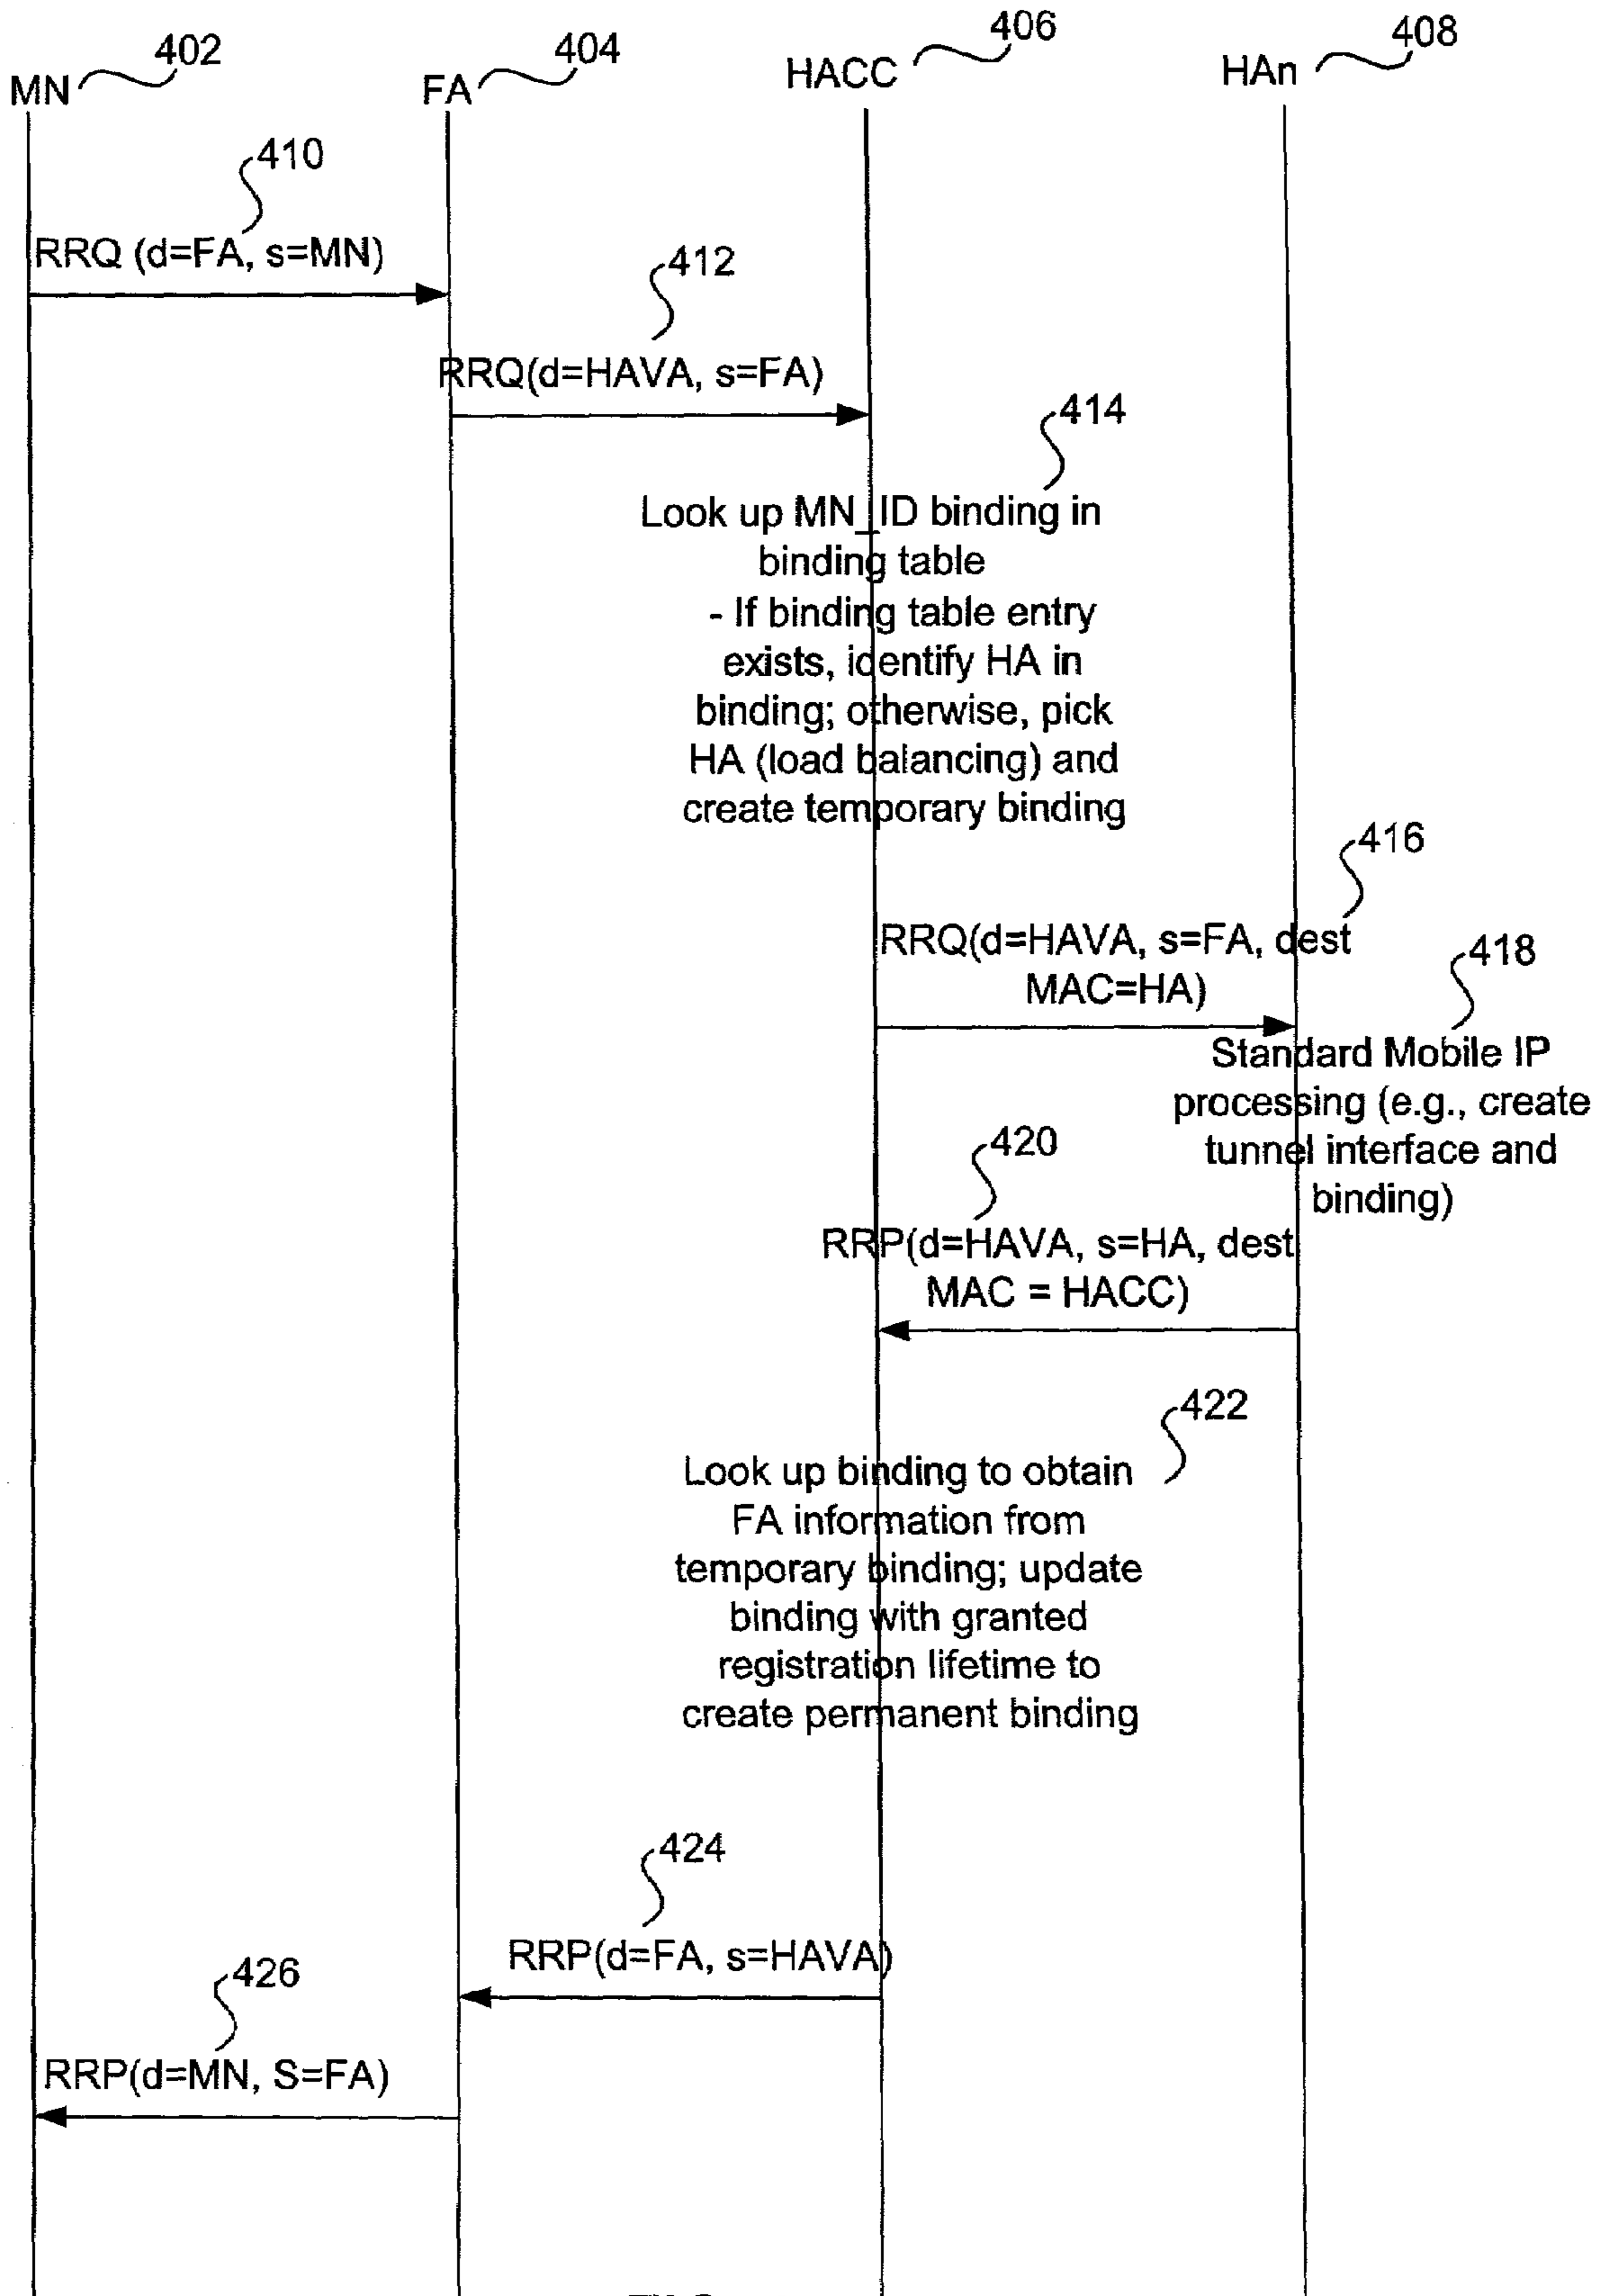 402
404
406
408
MN
FA
HACC
HAn
410
RRQ (d=FA, s=MN)
412
RRQ(d=HAVA, s=FA)
414
Look up MN_ID binding in
binding table
- If binding table entry
exists, identify HA in
binding; otherwise, pick
HA (load balancing) and
create temporary binding
416
RRQ(d=HAVA, s=FA, dest
MAC=HA)
418
Standard Mobile IP
processing (e.g., create
tunnel interface and
binding)
420
RRP(d=HAVA, s=HA, dest
MAC = HACC)
422
Look up binding to obtain
FA information from
temporary binding; update
binding with granted
registration lifetime to
create permanent binding
424
RRP(d=FA, s=HAVA)
426
RRP(d=MN, S=FA)